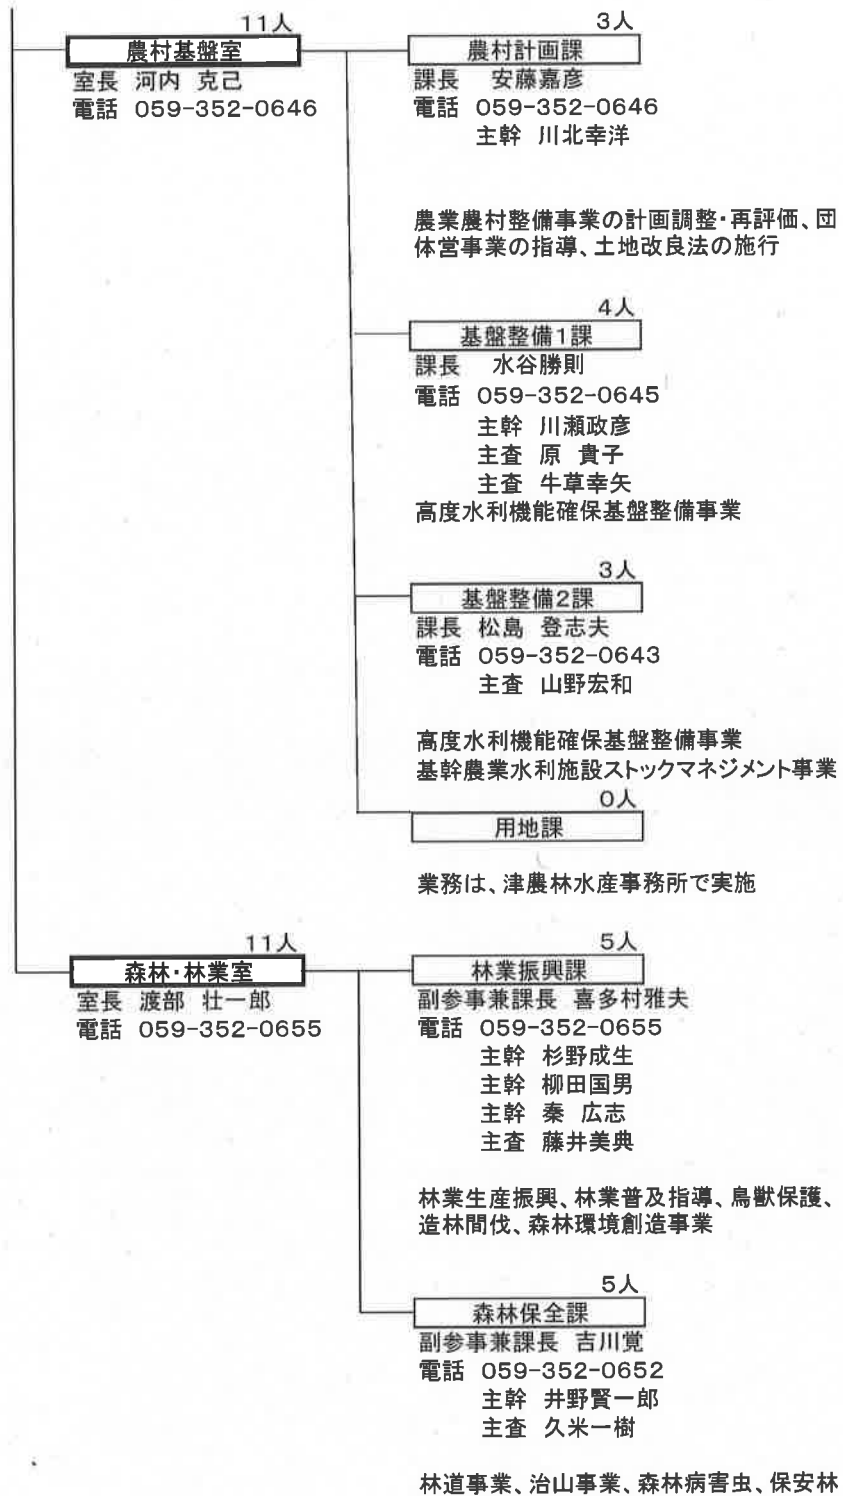 11人
農村基盤室
室長 河内 克己
電話 059-352-0646
3人
農村計画課
課長 安藤嘉彦
電話 059-352-0646
主幹 川北幸洋
農業農村整備事業の計画調整・再評価、団
体営事業の指導、土地改良法の施行
4人
基盤整備1課
課長 水谷勝則
電話 059-352-0645
主幹 川瀬政彦
主査 原 貴子
主査 牛草幸矢
高度水利機能確保基盤整備事業
3人
基盤整備2課
課長 松島 登志夫
電話 059-352-0643
主査 山野宏和
高度水利機能確保基盤整備事業
基幹農業水利施設ストックマネジメント事業
0人
用地課
業務は、津農林水産事務所で実施
11人
森林・林業室
室長 渡部 壮一郎
電話 059-352-0655
5人
林業振興課
副参事兼課長 喜多村雅夫
電話 059-352-0655
主幹 杉野成生
主幹 柳田国男
主幹 秦 広志
主査 藤井美典
林業生産振興、林業普及指導、鳥獣保護、
造林間伐、森林環境創造事業
5人
森林保全課
副参事兼課長 吉川覚
電話 059-352-0652
主幹 井野賢一郎
主査 久米一樹
林道事業、治山事業、森林病害虫、保安林